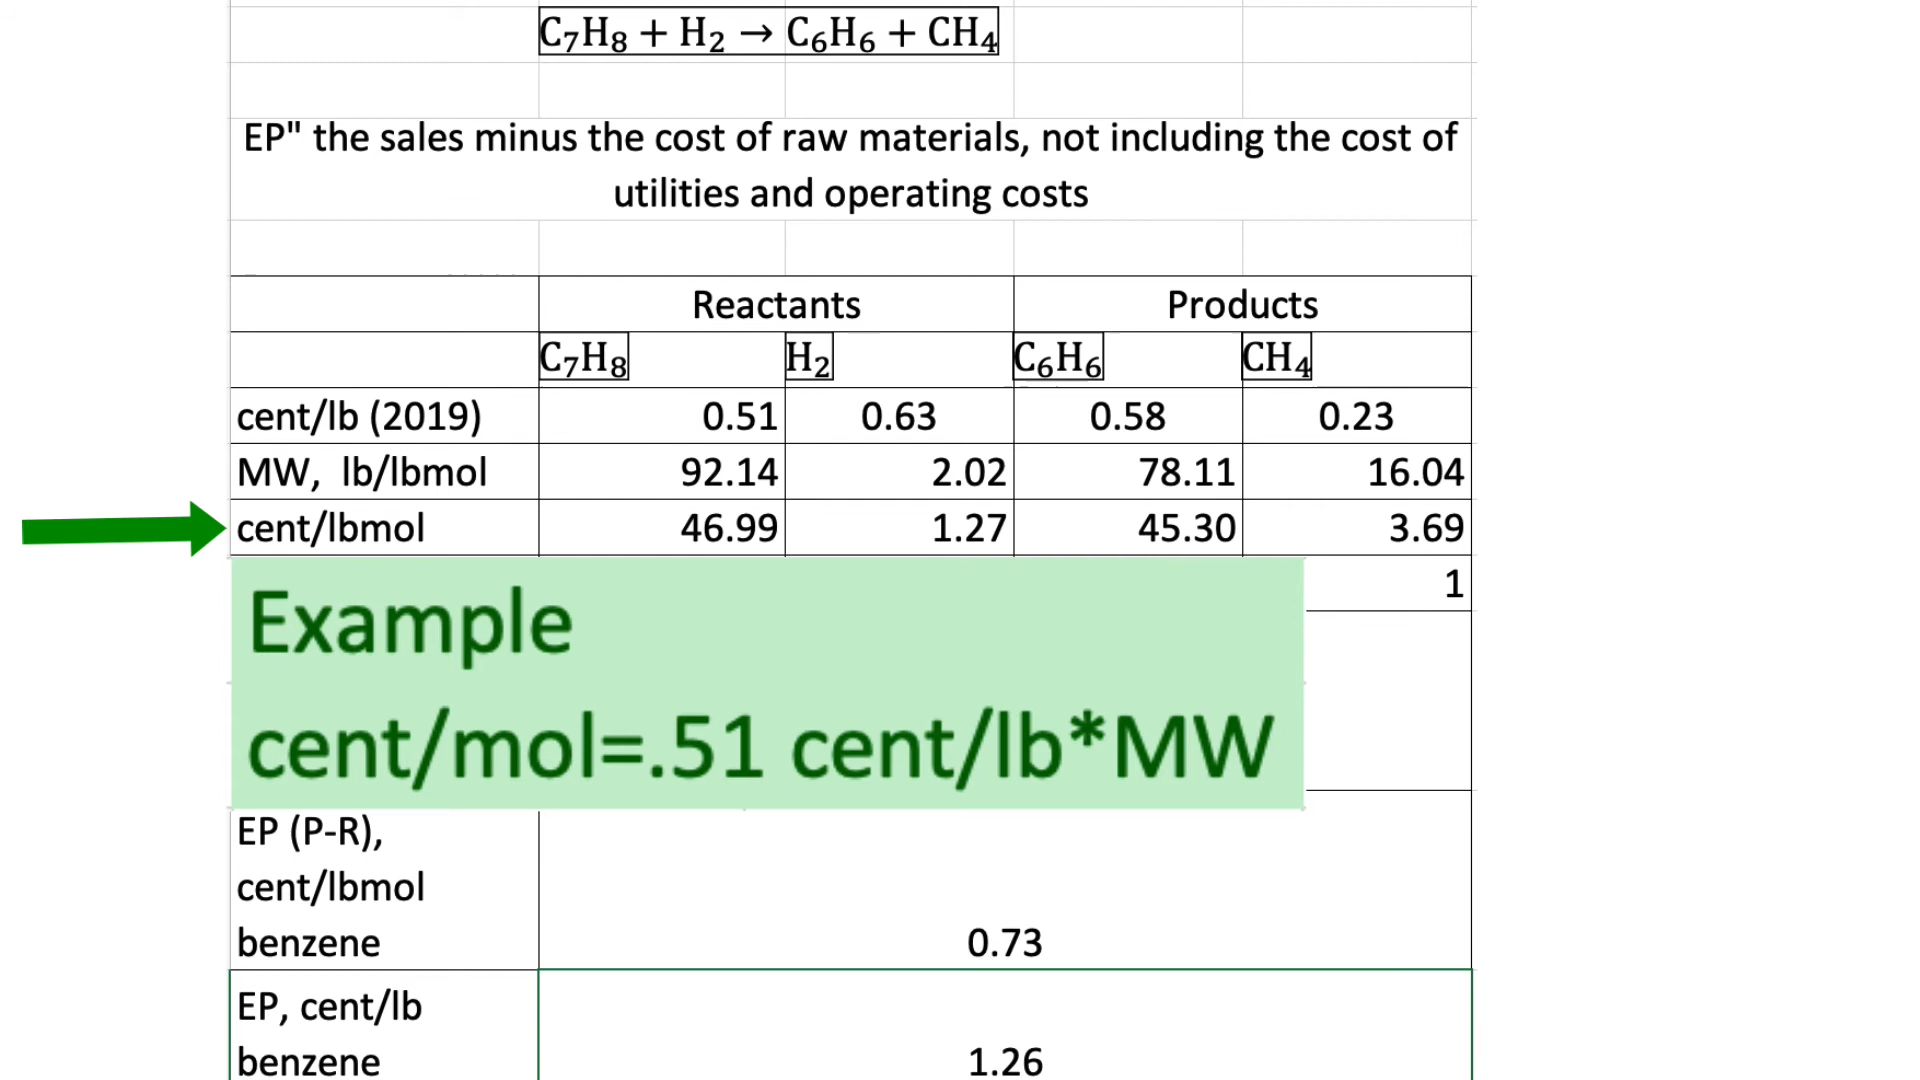 C₇H₈ + H₂ → C₆H₆ + CH₄
EP" the sales minus the cost of raw materials, not including the cost of
utilities and operating costs
Reactants Products
C₇H₈ H₂ C₆H₆ CH₄
cent/lb (2019) 0.51 0.63 0.58 0.23
MW, lb/lbmol 92.14 2.02 78.11 16.04
cent/lbmol 46.99 1.27 45.30 3.69
1
Example
cent/mol=.51 cent/lb*MW
EP (P-R),
cent/lbmol
benzene 0.73
EP, cent/lb
benzene 1.26